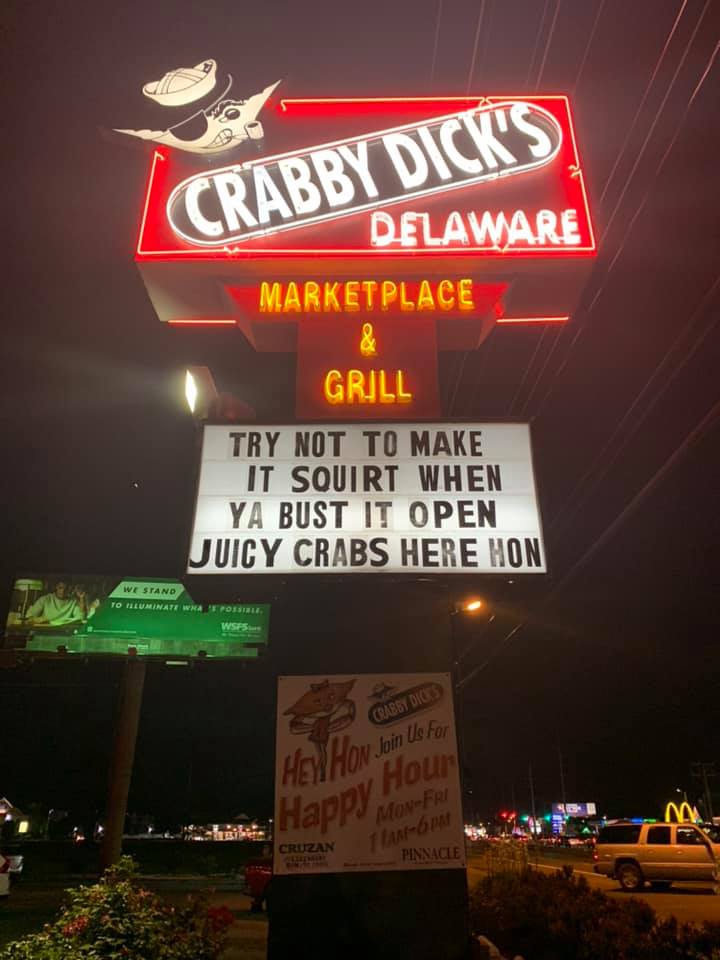 CRABBY DICK'S
DELAWARE
MARKETPLACE
&
GRILL
TRY NOT TO MAKE
IT SQUIRT WHEN
YA BUST IT OPEN
JUICY CRABS HERE HON
WE STAND
TO ILLUMINATE WHA 'S POSSIBLE.
WSFS bank
CRABBY DICK'S
HEY HON Join Us For
Happy Hour
MON-FRI
11AM-6PM
CRUZAN
PINNACLE